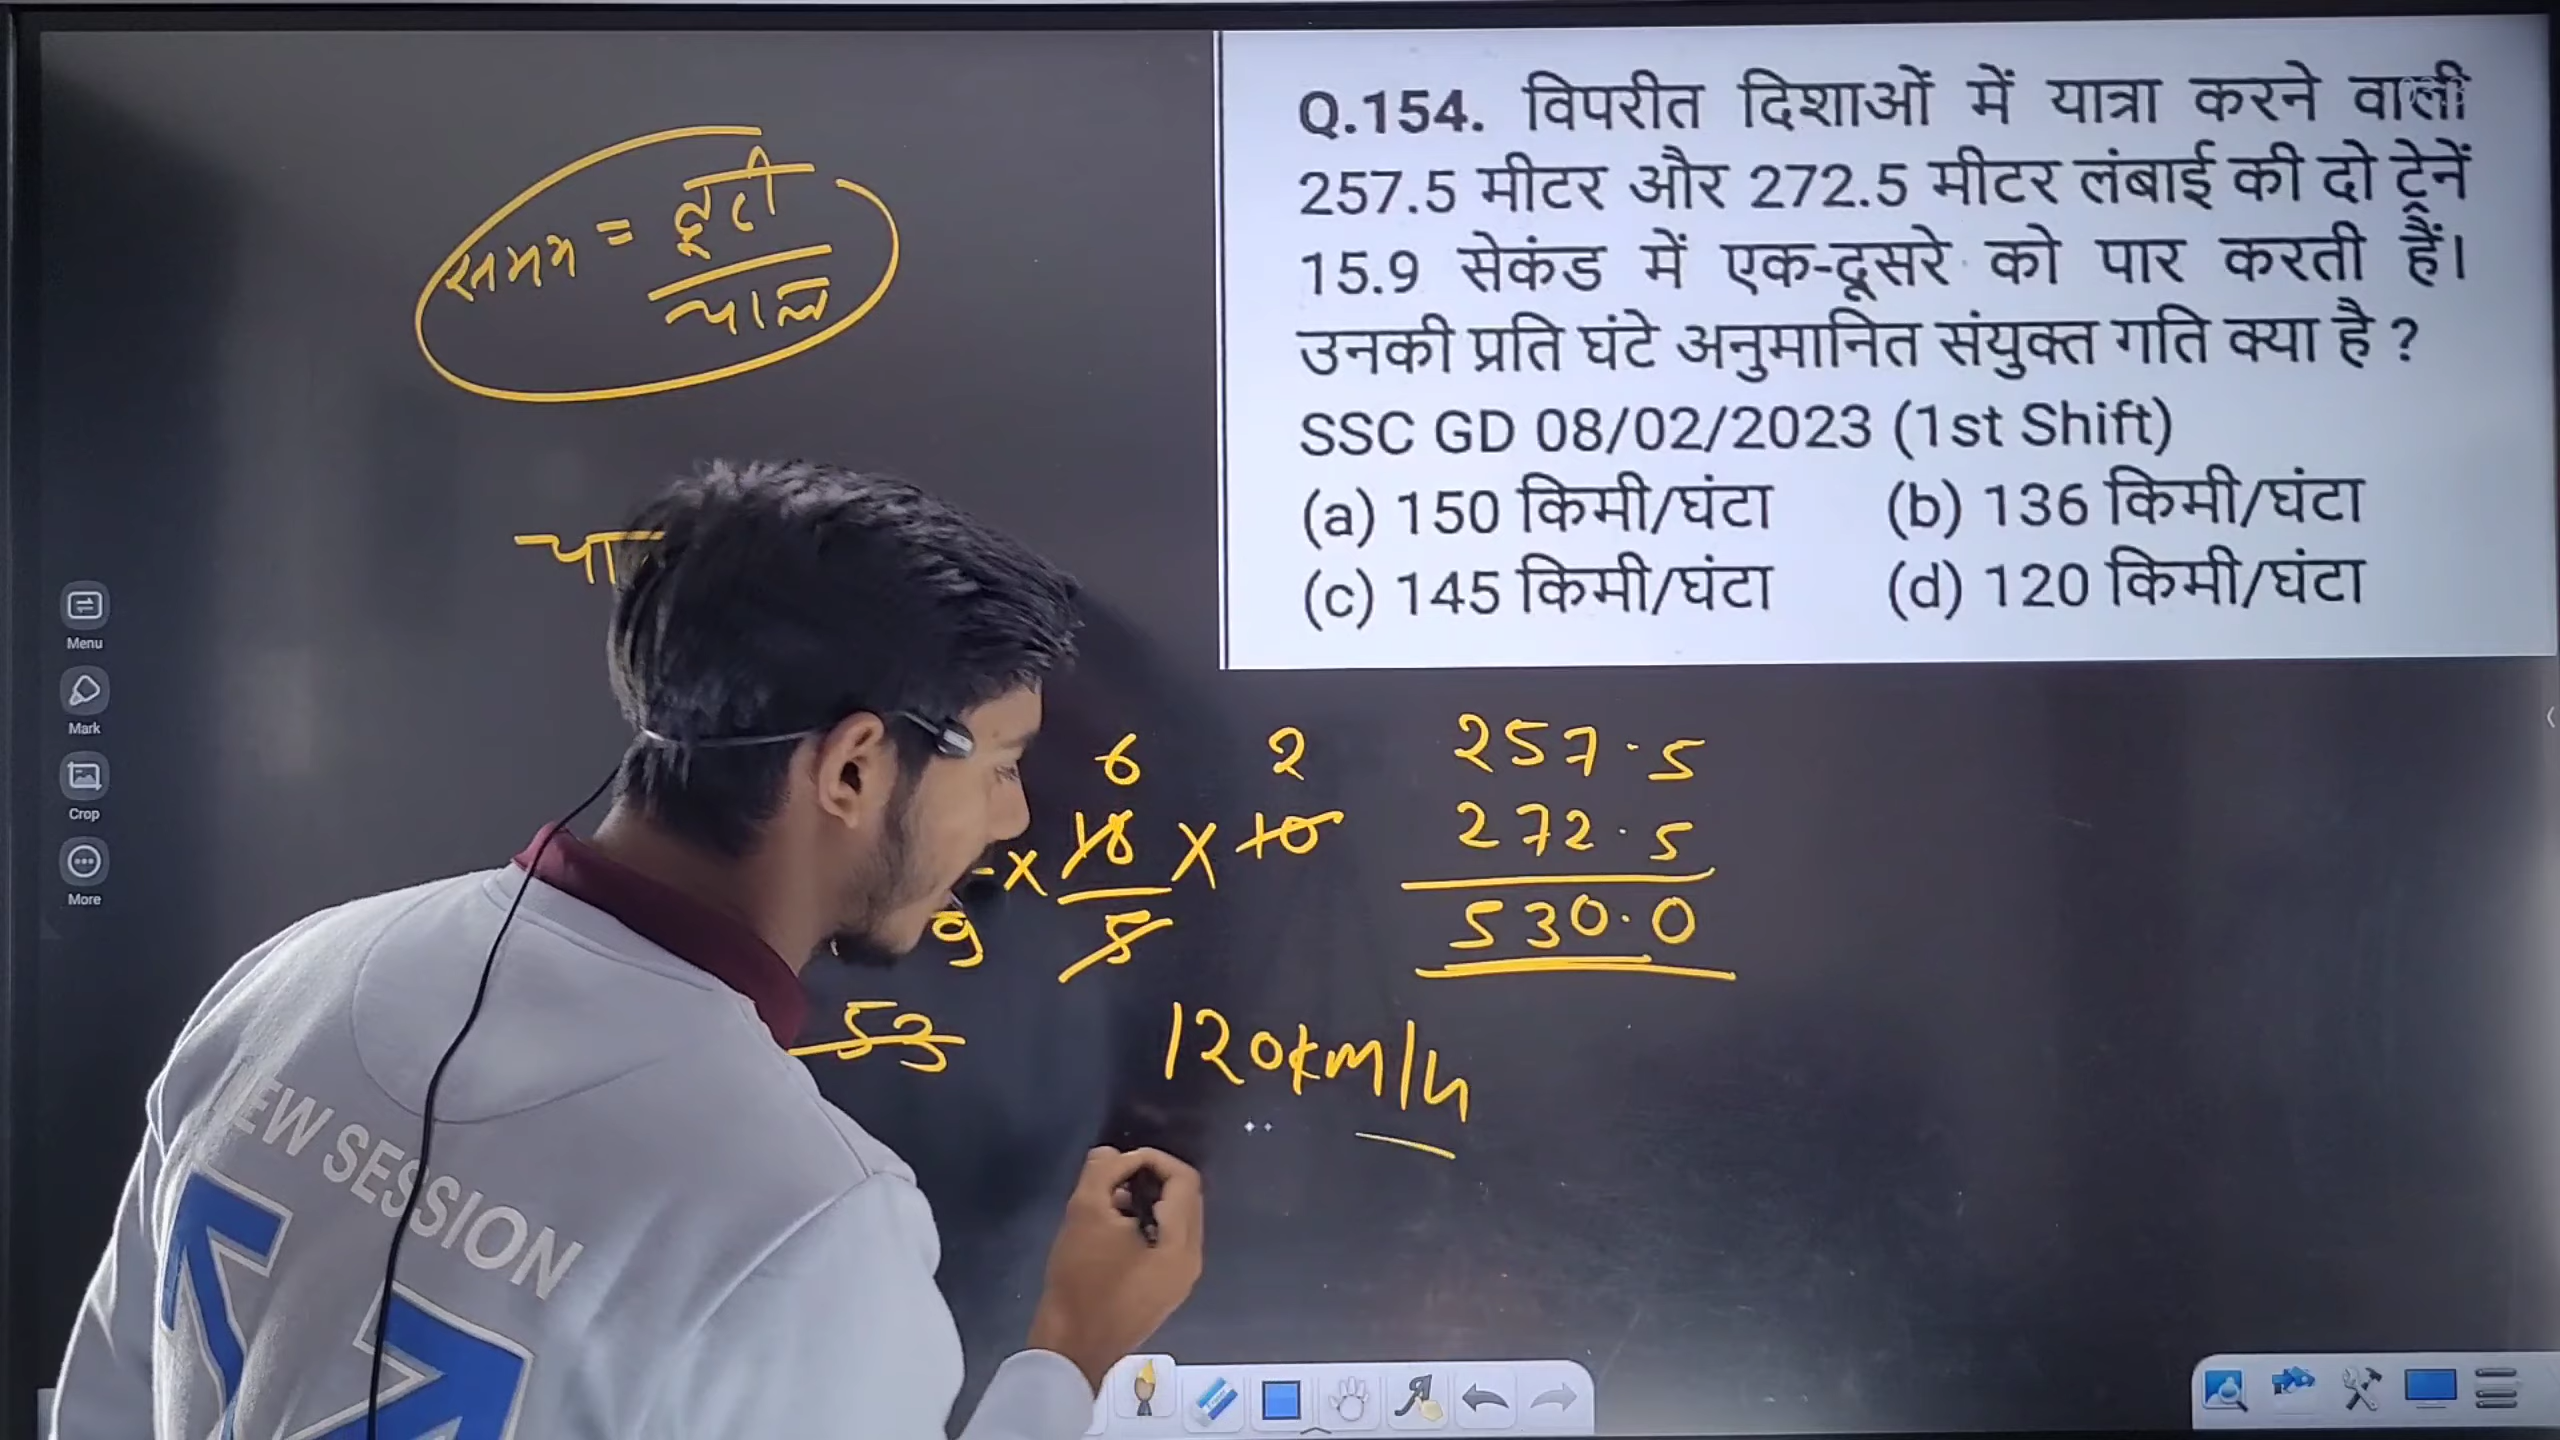 Q.154. विपरीत दिशाओं में यात्रा करने वाली
257.5 मीटर और 272.5 मीटर लंबाई की दो ट्रेनें
15.9 सेकंड में एक-दूसरे को पार करती हैं।
उनकी प्रति घंटे अनुमानित संयुक्त गति क्या है ?
SSC GD 08/02/2023 (1st Shift)
(a) 150 किमी/घंटा (b) 136 किमी/घंटा
(c) 145 किमी/घंटा (d) 120 किमी/घंटा
समय = दूरी
चाल
चा
6 2
x 18 x 10
9 5
53
257.5
272.5
530.0
120km/h
Menu
Mark
Crop
More
NEW SESSION